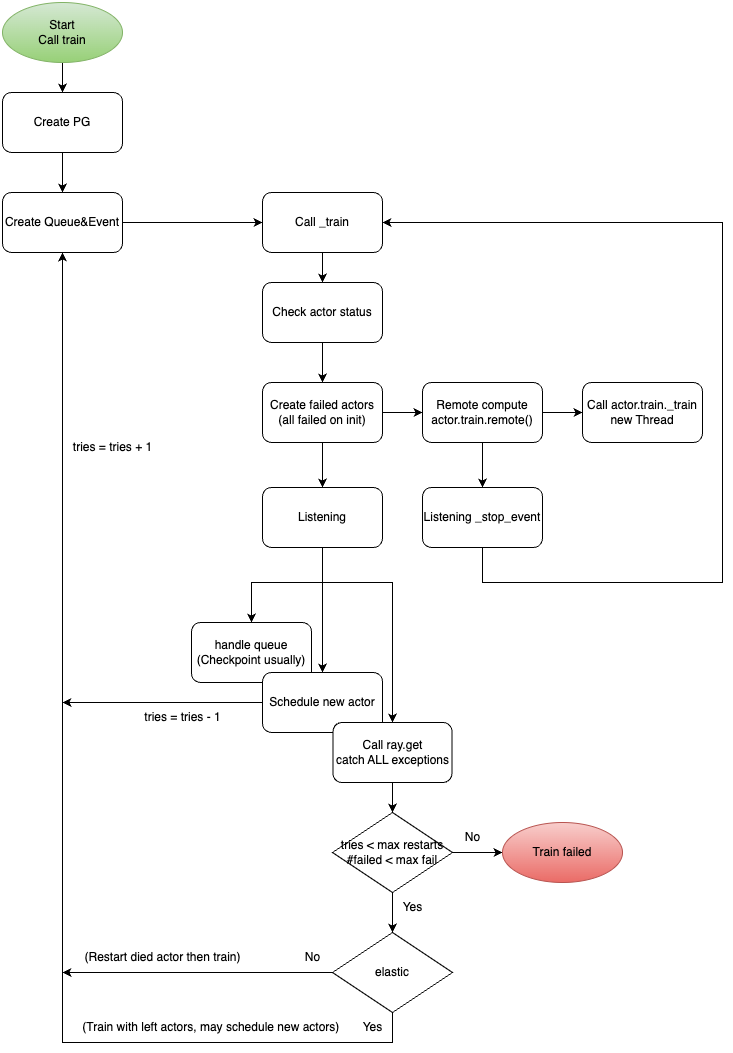 Start
Call train
Create PG
Create Queue&Event
Call _train
Check actor status
Create failed actors
(all failed on init)
Remote compute
actor.train.remote()
Call actor.train._train
new Thread
tries = tries + 1
Listening
Listening _stop_event
handle queue
(Checkpoint usually)
Schedule new actor
tries = tries - 1
Call ray.get
catch ALL exceptions
tries < max restarts
#failed < max fail
No
Train failed
Yes
elastic
No
(Restart died actor then train)
(Train with left actors, may schedule new actors)
Yes